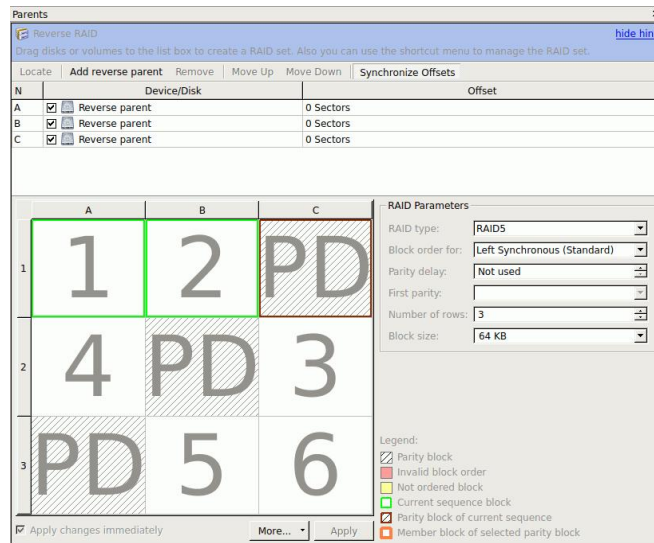 Parents
Reverse RAID
hide hin
Drag disks or volumes to the list box to create a RAID set. Also you can use the shortcut menu to manage the RAID set.
Locate Add reverse parent Remove Move Up Move Down Synchronize Offsets
N Device/Disk Offset
A Reverse parent 0 Sectors
B Reverse parent 0 Sectors
C Reverse parent 0 Sectors
A B C
1 1 2 PD
2 4 PD 3
3 PD 5 6
Apply changes immediately More... Apply
RAID Parameters
RAID type: RAID5
Block order for: Left Synchronous (Standard)
Parity delay: Not used
First parity:
Number of rows: 3
Block size: 64 KB
Legend:
Parity block
Invalid block order
Not ordered block
Current sequence block
Parity block of current sequence
Member block of selected parity block